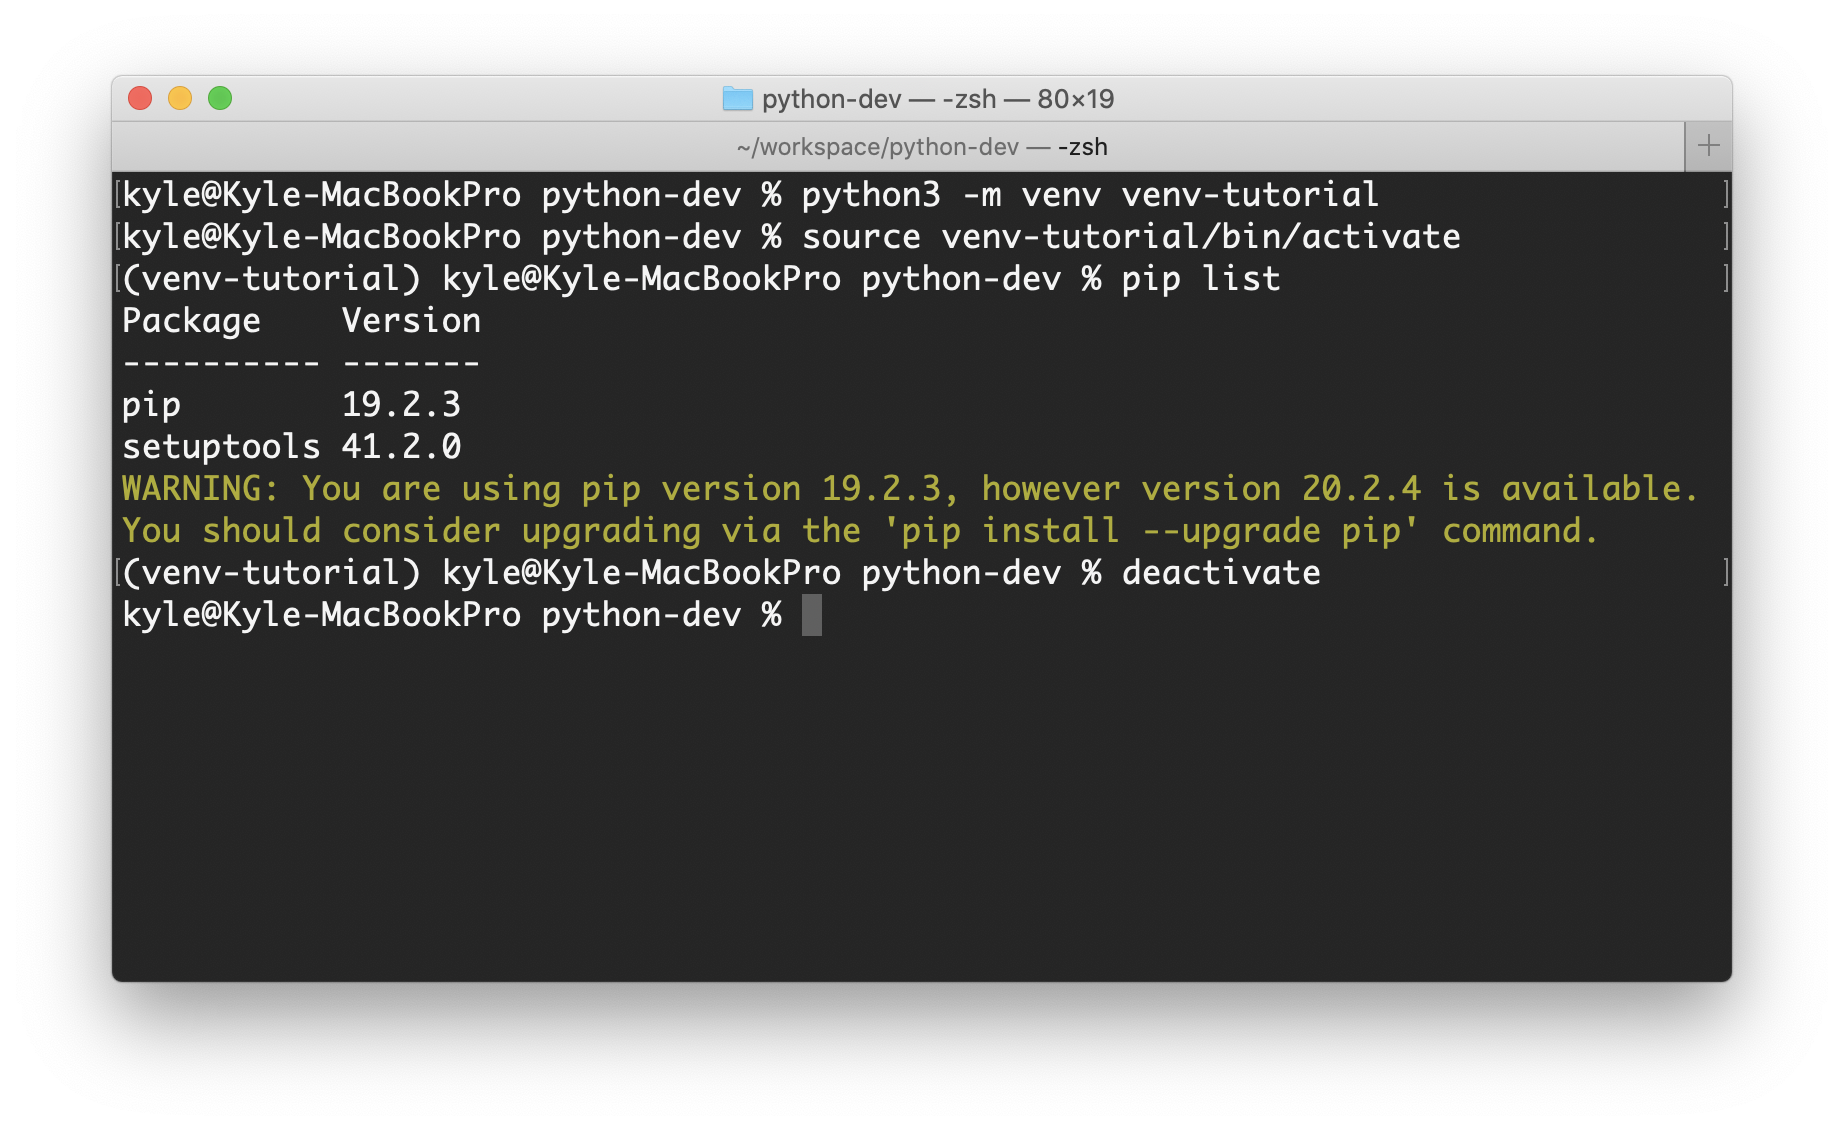 python-dev — -zsh — 80×19
~/workspace/python-dev — -zsh
[kyle@Kyle-MacBookPro python-dev % python3 -m venv venv-tutorial ]
[kyle@Kyle-MacBookPro python-dev % source venv-tutorial/bin/activate ]
[(venv-tutorial) kyle@Kyle-MacBookPro python-dev % pip list ]
Package    Version
---------- -------
pip        19.2.3
setuptools 41.2.0
WARNING: You are using pip version 19.2.3, however version 20.2.4 is available.
You should consider upgrading via the 'pip install --upgrade pip' command.
[(venv-tutorial) kyle@Kyle-MacBookPro python-dev % deactivate ]
kyle@Kyle-MacBookPro python-dev %